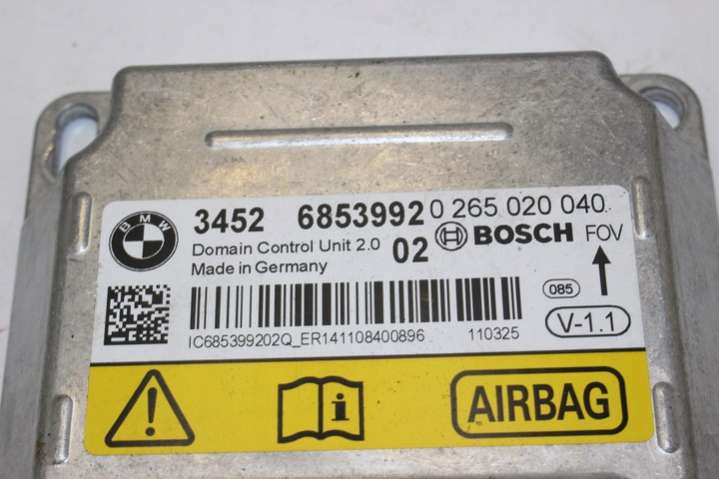 BMW
3452 6853992 0 265 020 040
Domain Control Unit 2.0 02 BOSCH FOV
Made in Germany
085
V-1.1
IC685399202Q_ER141108400896 110325
AIRBAG